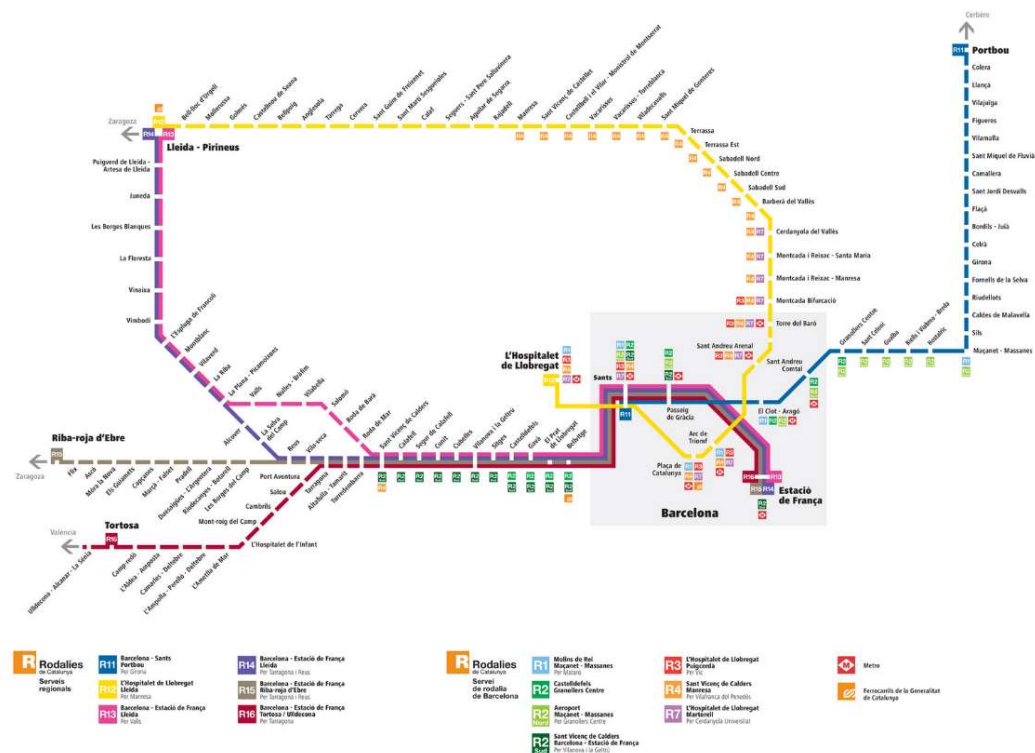 Cerbère
R11
Portbou
Colera
Llançà
Vilajuïga
Figueres
Vilamalla
Sant Miquel de Fluvià
Camallera
Sant Jordi Desvalls
Flaçà
Bordils - Juià
Celrà
Girona
Fornells de la Selva
Riudellots
Caldes de Malavella
Sils
Maçanet - Massanes
Hostalric
Riells i Viabrea - Breda
Gualba
Sant Celoni
Granollers Centre
Zaragoza
R12
R14
R13
Lleida - Pirineus
Bell-lloc d'Urgell
Mollerussa
Golmés
Castellnou de Seana
Bellpuig
Anglesola
Tàrrega
Cervera
Sant Guim de Freixenet
Sant Martí Sesgueioles
Calaf
Seguers - Sant Pere Sallavinera
Aguilar de Segarra
Rajadell
Manresa
Sant Vicenç de Castellet
Castellbell i el Vilar - Monistrol de Montserrat
Vacarisses
Vacarisses - Torreblanca
Viladecavalls
Sant Miquel de Gonteres
Terrassa
Terrassa Est
Sabadell Nord
Sabadell Centre
Sabadell Sud
Barberà del Vallès
Cerdanyola del Vallès
Montcada i Reixac - Santa Maria
Montcada i Reixac - Manresa
Montcada Bifurcació
Torre del Baró
Sant Andreu Arenal
Sant Andreu
Comtal
El Clot - Aragó
Arc de
Triomf
Plaça de
Catalunya
Passeig
de Gràcia
Sants
R11
L'Hospitalet
de Llobregat
R12
Barcelona
R16
R13
R15
R14
Estació
de França
Puigverd de Lleida -
Artesa de Lleida
Juneda
Les Borges Blanques
La Floresta
Vinaixa
Vimbodí
L'Espluga de Francolí
Montblanc
Vilaverd
La Riba
La Plana - Picamoixons
Valls
Nulles - Bràfim
Vilabella
Salomó
Roda de Barà
Roda de Mar
Alcover
La Selva
del Camp
Reus
Vila-seca
Sant Vicenç de Calders
Calafell
Segur de Calafell
Cunit
Cubelles
Vilanova i la Geltrú
Sitges
Castelldefels
Gavà
El Prat
de Llobregat
Bellvitge
Riba-roja d'Ebre
R15
Zaragoza
Flix
Ascó
Móra la Nova
Els Guiamets
Capçanes
Marçà - Falset
Pradell
Duesaigües - L'Argentera
Riudecanyes - Botarell
Les Borges del Camp
Port Aventura
Salou
Cambrils
Mont-roig del Camp
L'Hospitalet de l'Infant
Tarragona
Altafulla - Tamarit
Torredembarra
Tortosa
R16
València
Ulldecona - Alcanar - La Sénia
Camp-redó
L'Aldea - Amposta
Camarles - Deltebre
L'Ampolla - Perelló - Deltebre
L'Ametlla de Mar
R Rodalies
de Catalunya
Serveis
regionals
R11 Barcelona - Sants
Portbou
Per Girona
R12 L'Hospitalet de Llobregat
Lleida
Per Manresa
R13 Barcelona - Estació de França
Lleida
Per Valls
R14 Barcelona - Estació de França
Lleida
Per Tarragona i Reus
R15 Barcelona - Estació de França
Riba-roja d'Ebre
Per Tarragona i Reus
R16 Barcelona - Estació de França
Tortosa / Ulldecona
Per Tarragona
R Rodalies
de Catalunya
Servei
de rodalia
de Barcelona
R1 Molins de Rei
Maçanet - Massanes
Per Mataró
R2 Castelldefels
Granollers Centre
R2 Nord Aeroport
Maçanet - Massanes
Per Granollers Centre
R2 Sud Sant Vicenç de Calders
Barcelona - Estació de França
Per Vilanova i la Geltrú
R3 L'Hospitalet de Llobregat
Puigcerdà
Per Vic
R4 Sant Vicenç de Calders
Manresa
Per Vilafranca del Penedès
R7 L'Hospitalet de Llobregat
Martorell
Per Cerdanyola Universitat
M Metro
Ferrocarrils de la Generalitat
de Catalunya